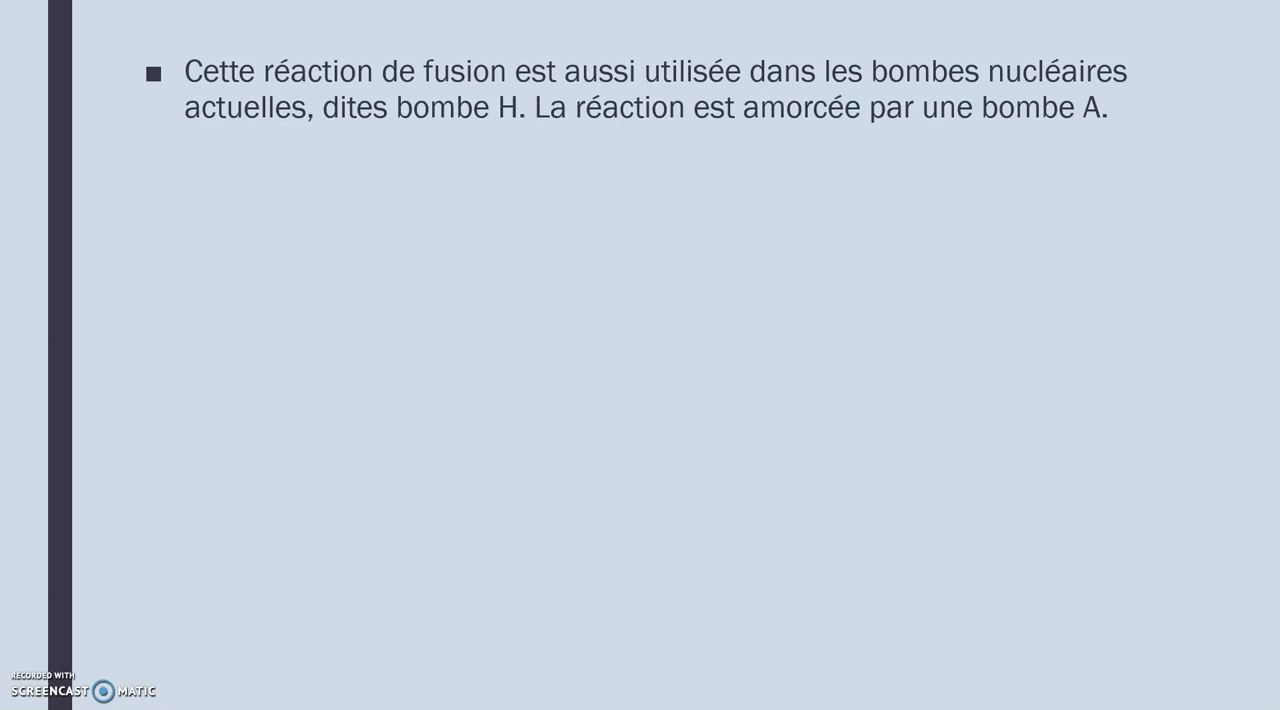 ■ Cette réaction de fusion est aussi utilisée dans les bombes nucléaires
actuelles, dites bombe H. La réaction est amorcée par une bombe A.
RECORDED WITH
SCREENCAST MATIC